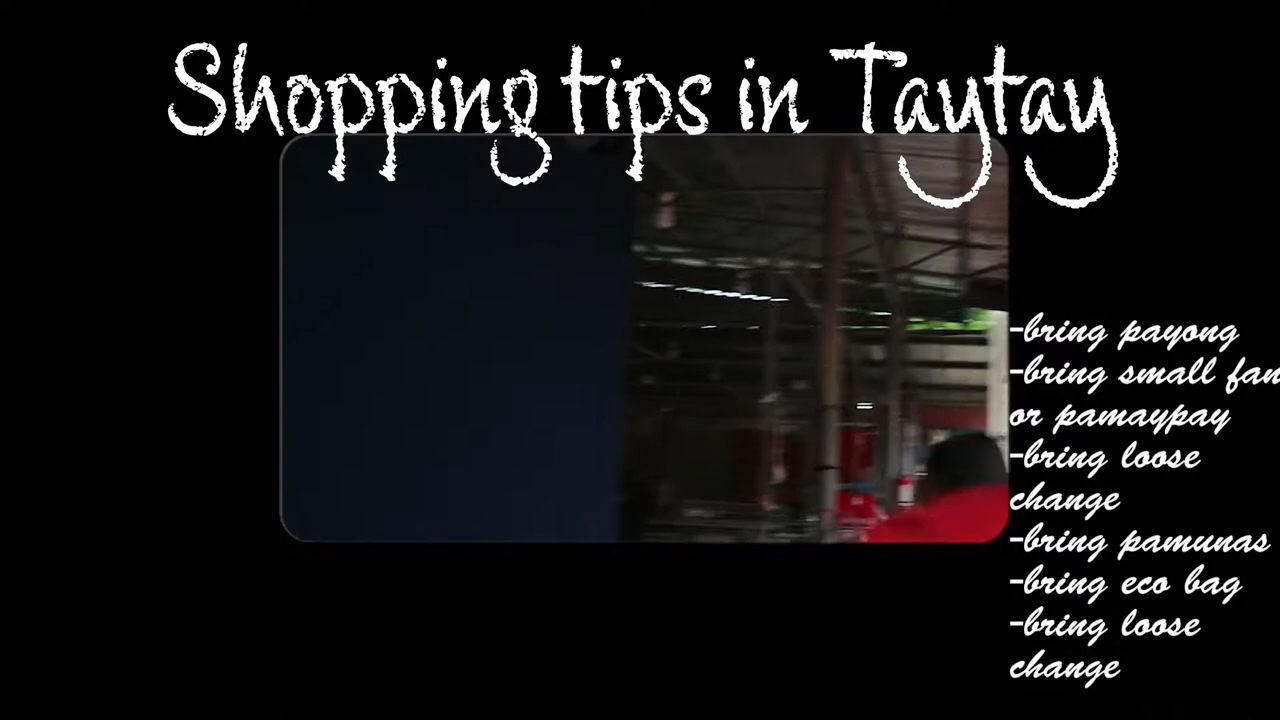 Shopping tips in Taytay
-bring payong
-bring small fan
or pamaypay
-bring loose
change
-bring pamunas
-bring eco bag
-bring loose
change